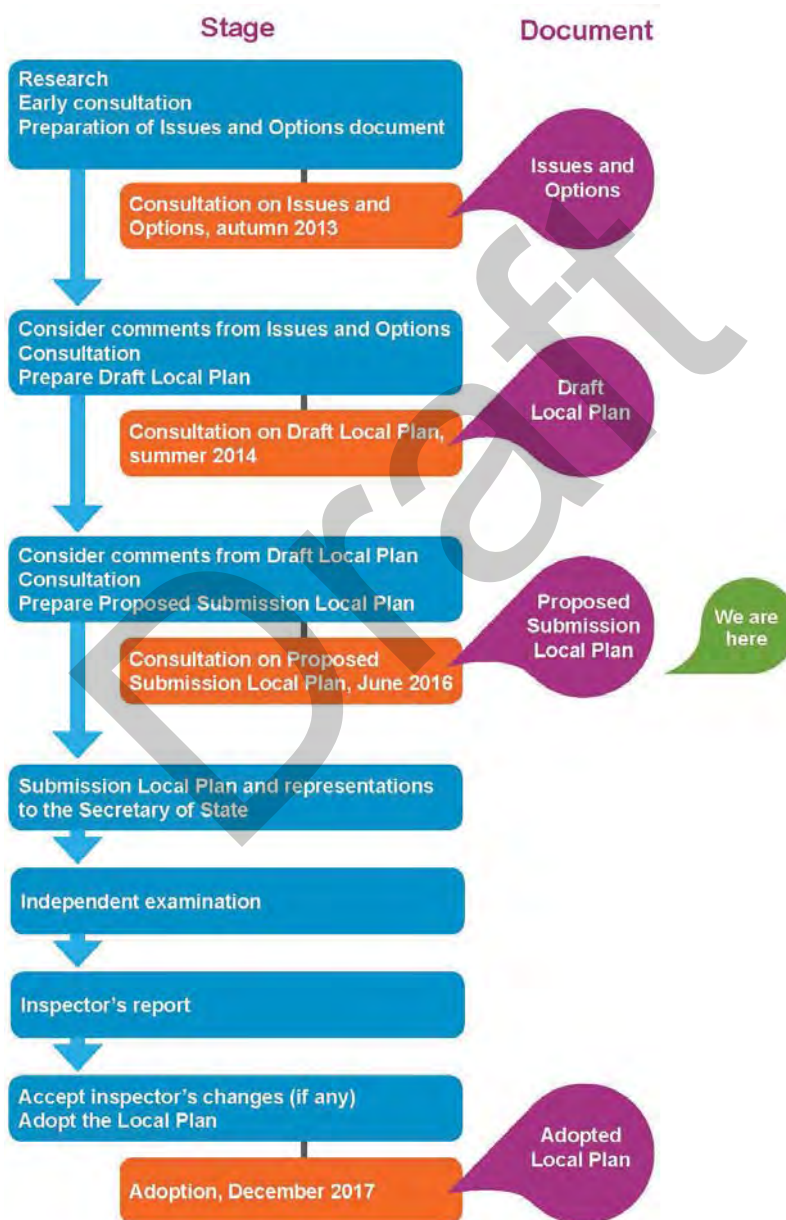 Stage
Document
Research
Early consultation
Preparation of Issues and Options document
Issues and
Options
Consultation on Issues and
Options, autumn 2013
Consider comments from Issues and Options
Consultation
Prepare Draft Local Plan
Draft
Local Plan
Consultation on Draft Local Plan,
summer 2014
Consider comments from Draft Local Plan
Consultation
Prepare Proposed Submission Local Plan
Proposed
Submission
Local Plan
We are
here
Consultation on Proposed
Submission Local Plan, June 2016
Submission Local Plan and representations
to the Secretary of State
Independent examination
Inspector's report
Accept inspector's changes (if any)
Adopt the Local Plan
Adopted
Local Plan
Adoption, December 2017
Draft